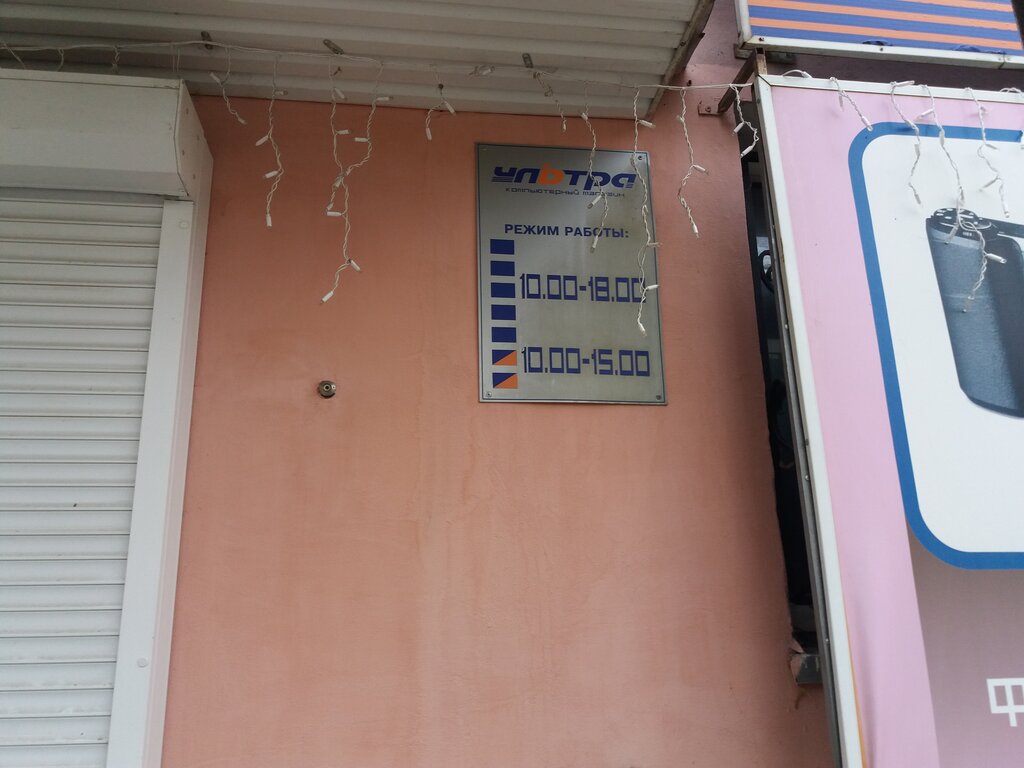 Ультра
компьютерный магазин
РЕЖИМ РАБОТЫ:
10.00-18.00
10.00-15.00